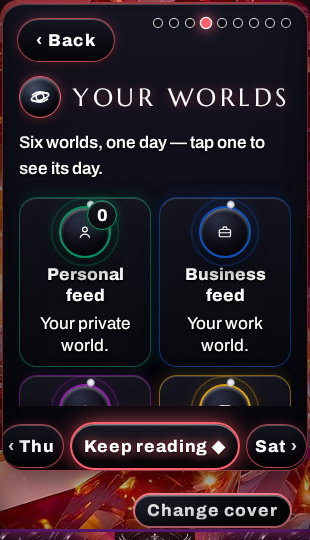 ‹ Back
YOUR WORLDS
Six worlds, one day — tap one to
see its day.
0
Personal
feed
Your private
world.
Business
feed
Your work
world.
‹ Thu
Keep reading ◆
Sat ›
Change cover